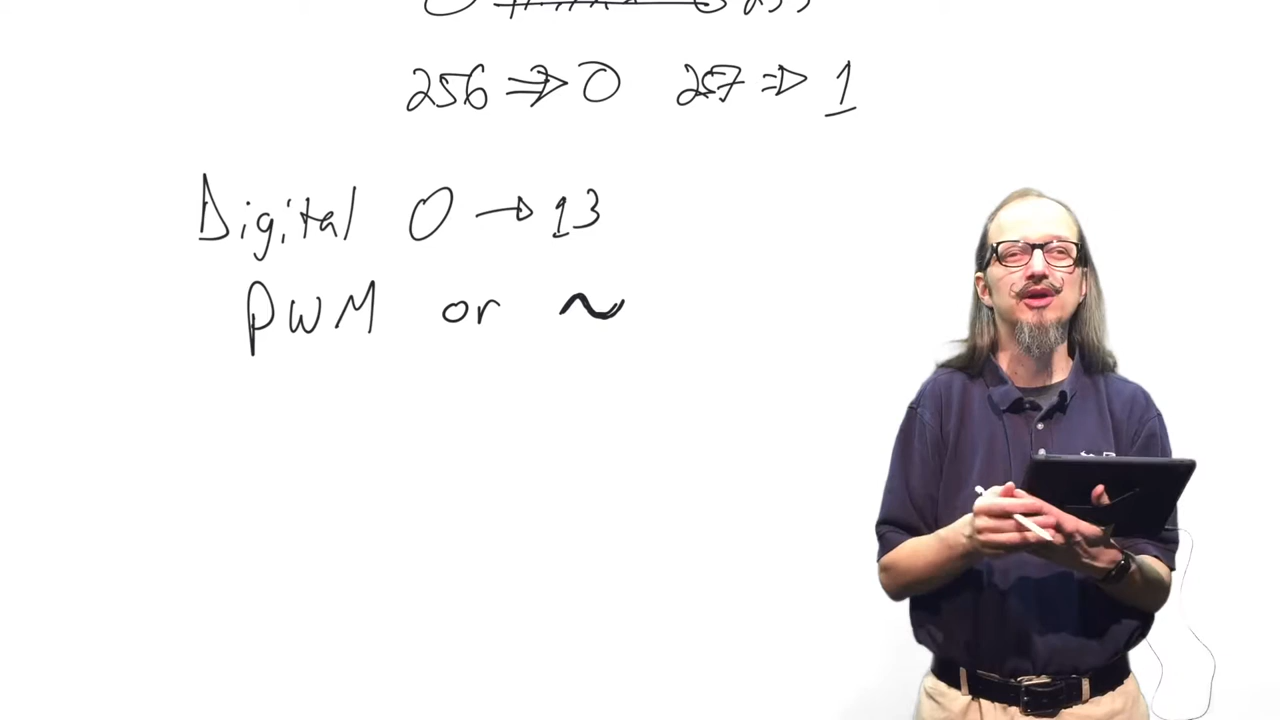 256 => 0 257 => 1
Digital 0 → 13
PWM or ~